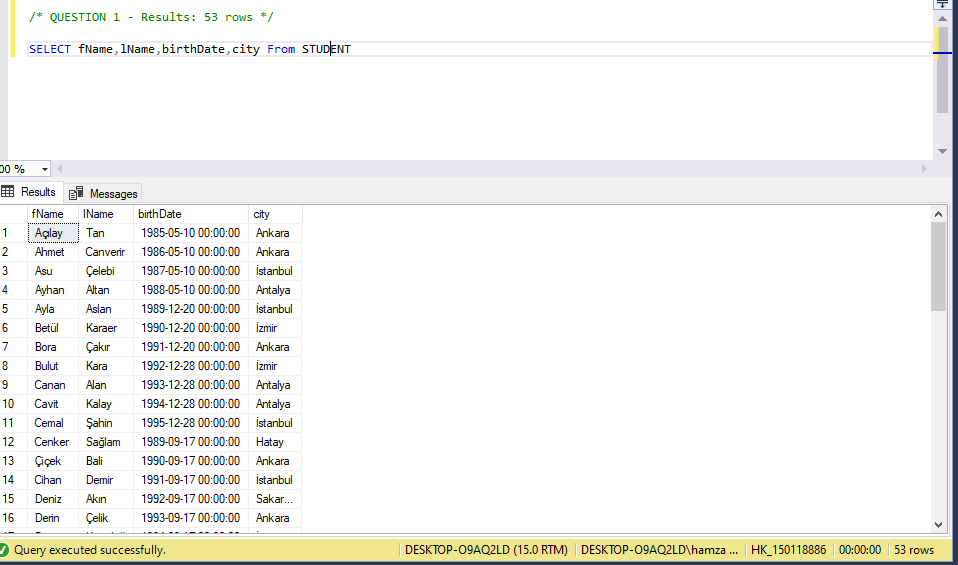 /* QUESTION 1 - Results: 53 rows */
SELECT fName,lName,birthDate,city From STUDENT
00 %
Results Messages
fName lName birthDate city
1 Açılay Tan 1985-05-10 00:00:00 Ankara
2 Ahmet Canverir 1986-05-10 00:00:00 Ankara
3 Asu Çelebi 1987-05-10 00:00:00 İstanbul
4 Ayhan Altan 1988-05-10 00:00:00 Antalya
5 Ayla Aslan 1989-12-20 00:00:00 İstanbul
6 Betül Karaer 1990-12-20 00:00:00 İzmir
7 Bora Çakır 1991-12-20 00:00:00 Ankara
8 Bulut Kara 1992-12-28 00:00:00 İzmir
9 Canan Alan 1993-12-28 00:00:00 Antalya
10 Cavit Kalay 1994-12-28 00:00:00 Antalya
11 Cemal Şahin 1995-12-28 00:00:00 İstanbul
12 Cenker Sağlam 1989-09-17 00:00:00 Hatay
13 Çiçek Bali 1990-09-17 00:00:00 Ankara
14 Cihan Demir 1991-09-17 00:00:00 İstanbul
15 Deniz Akın 1992-09-17 00:00:00 Sakar...
16 Derin Çelik 1993-09-17 00:00:00 Ankara
Query executed successfully. DESKTOP-O9AQ2LD (15.0 RTM) DESKTOP-O9AQ2LD\hamza ... HK_150118886 00:00:00 53 rows